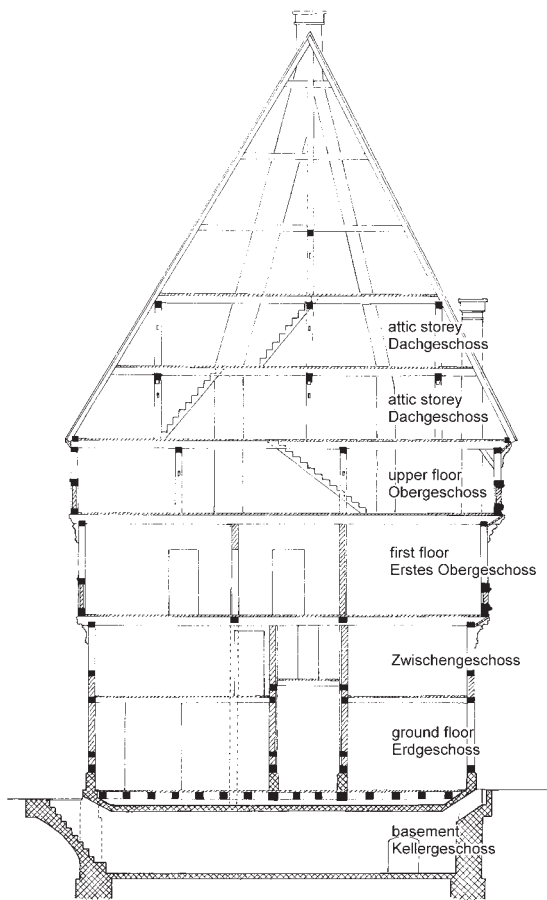 attic storey
Dachgeschoss
attic storey
Dachgeschoss
upper floor
Obergeschoss
first floor
Erstes Obergeschoss
Zwischengeschoss
ground floor
Erdgeschoss
basement
Kellergeschoss